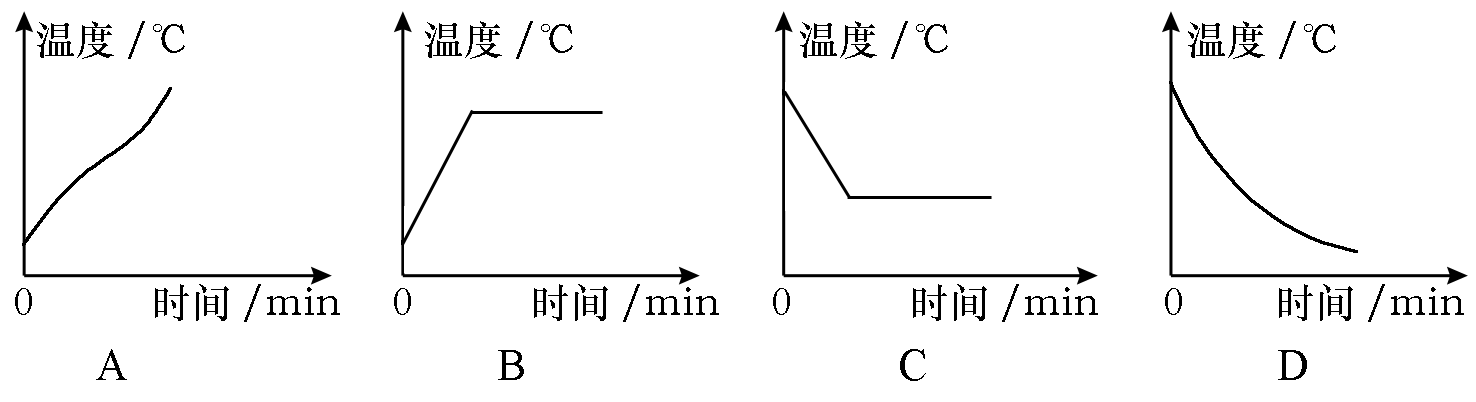 温度 /℃ 温度 /℃ 温度 /℃ 温度 /℃
0 时间 /min 0 时间 /min 0 时间 /min 0 时间 /min
A B C D